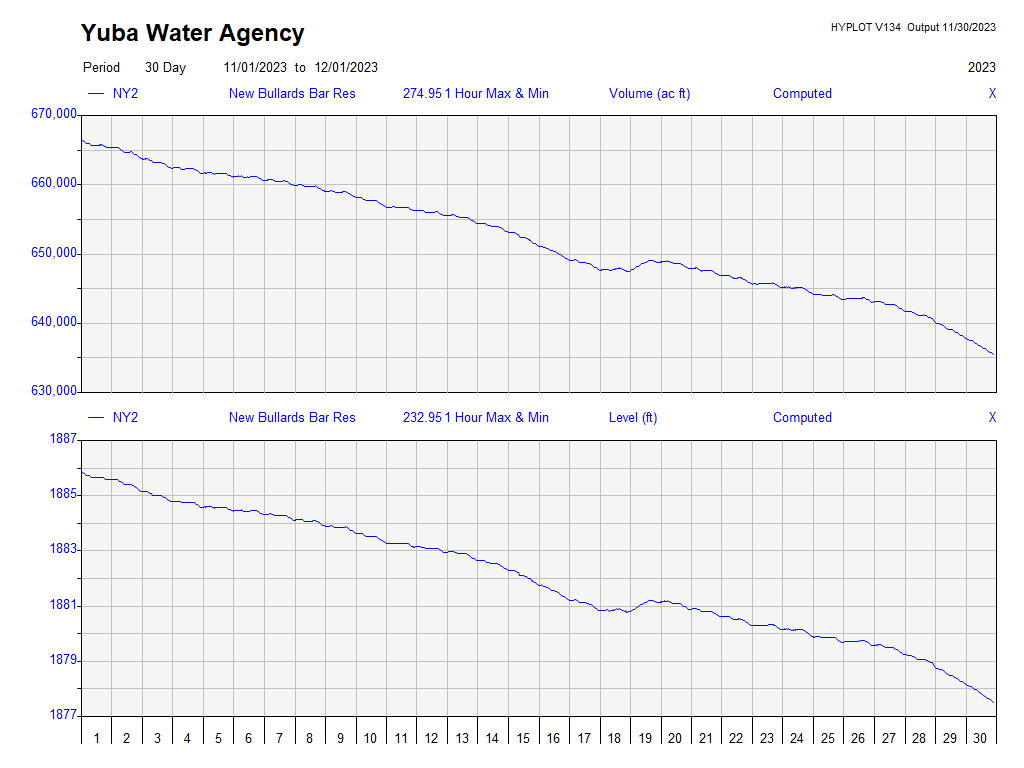 Yuba Water Agency
HYPLOT V134 Output 11/30/2023
Period 30 Day 11/01/2023 to 12/01/2023 2023
NY2 New Bullards Bar Res 274.95 1 Hour Max & Min Volume (ac ft) Computed X
670,000
660,000
650,000
640,000
630,000
NY2 New Bullards Bar Res 232.95 1 Hour Max & Min Level (ft) Computed X
1887
1885
1883
1881
1879
1877
1 2 3 4 5 6 7 8 9 10 11 12 13 14 15 16 17 18 19 20 21 22 23 24 25 26 27 28 29 30